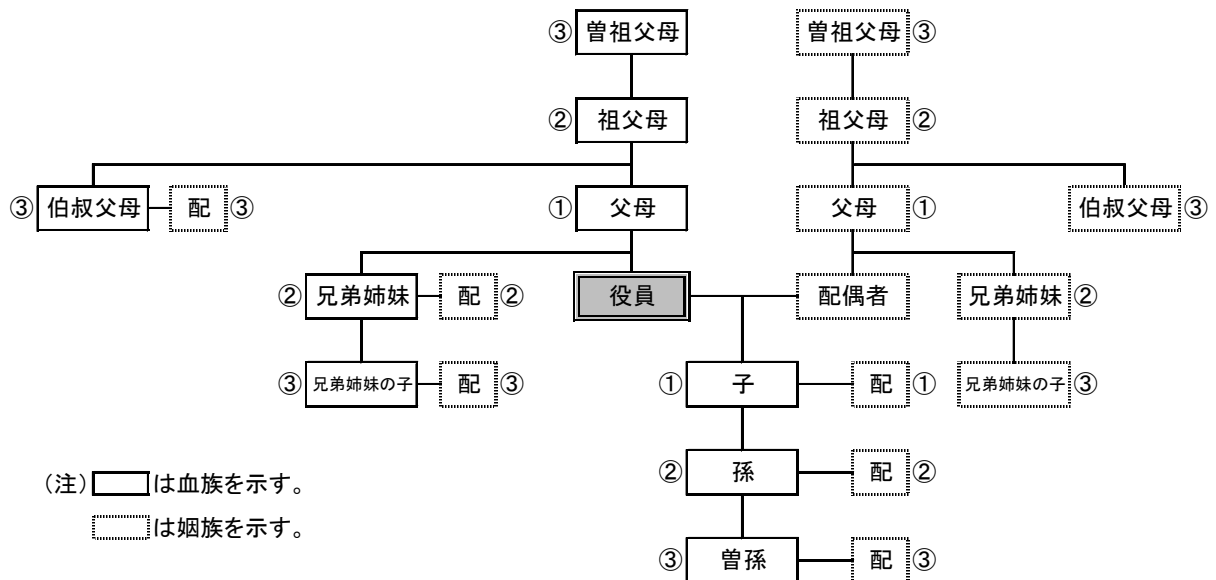 ③ 曽祖父母 曽祖父母 ③
② 祖父母 祖父母 ②
③ 伯叔父母 配 ③ ① 父母 父母 ① 伯叔父母 ③
② 兄弟姉妹 配 ② 役員 配偶者 兄弟姉妹 ②
③ 兄弟姉妹の子 配 ③ ① 子 配 ① 兄弟姉妹の子 ③
② 孫 配 ②
(注) は血族を示す。
は姻族を示す。
③ 曽孫 配 ③